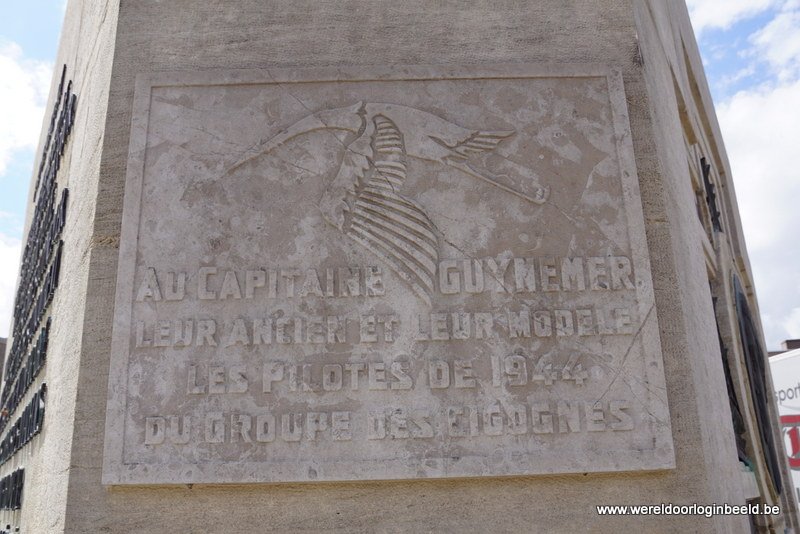 AU CAPITAINE GUYNEMER
LEUR ANCIEN ET LEUR MODELE
LES PILOTES DE 1944
DU GROUPE DES CIGOGNES
sport
www.wereldoorloginbeeld.be